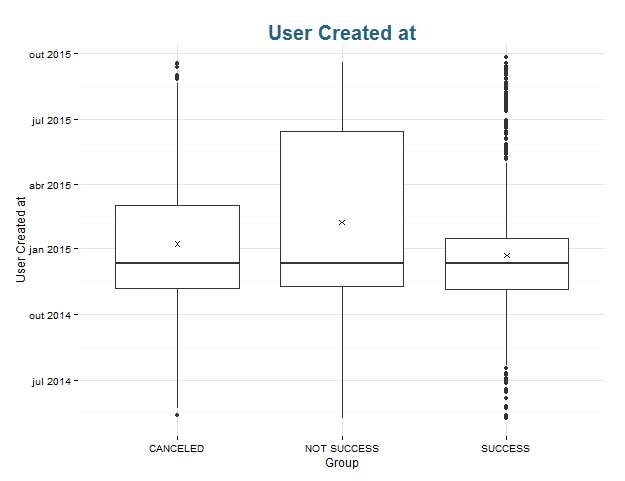 User Created at
out 2015
jul 2015
abr 2015
jan 2015
out 2014
jul 2014
User Created at
CANCELED
NOT SUCCESS
SUCCESS
Group